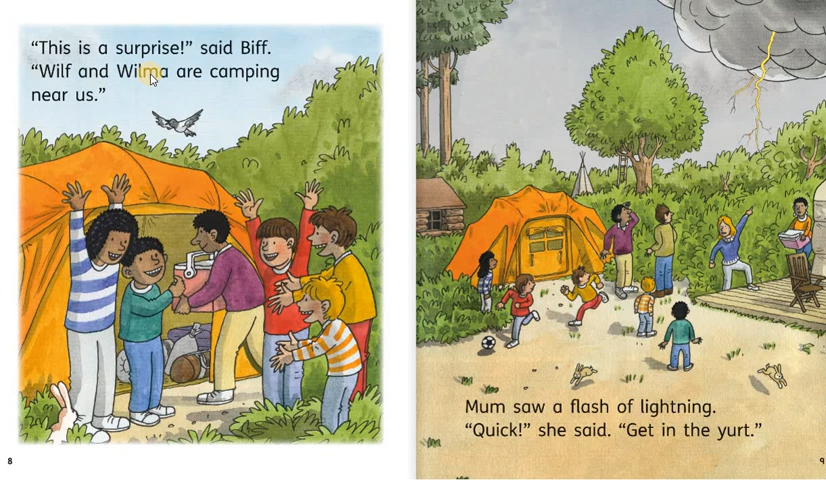 “This is a surprise!” said Biff.
“Wilf and Wilma are camping
near us.”
8
Mum saw a flash of lightning.
“Quick!” she said. “Get in the yurt.”
9